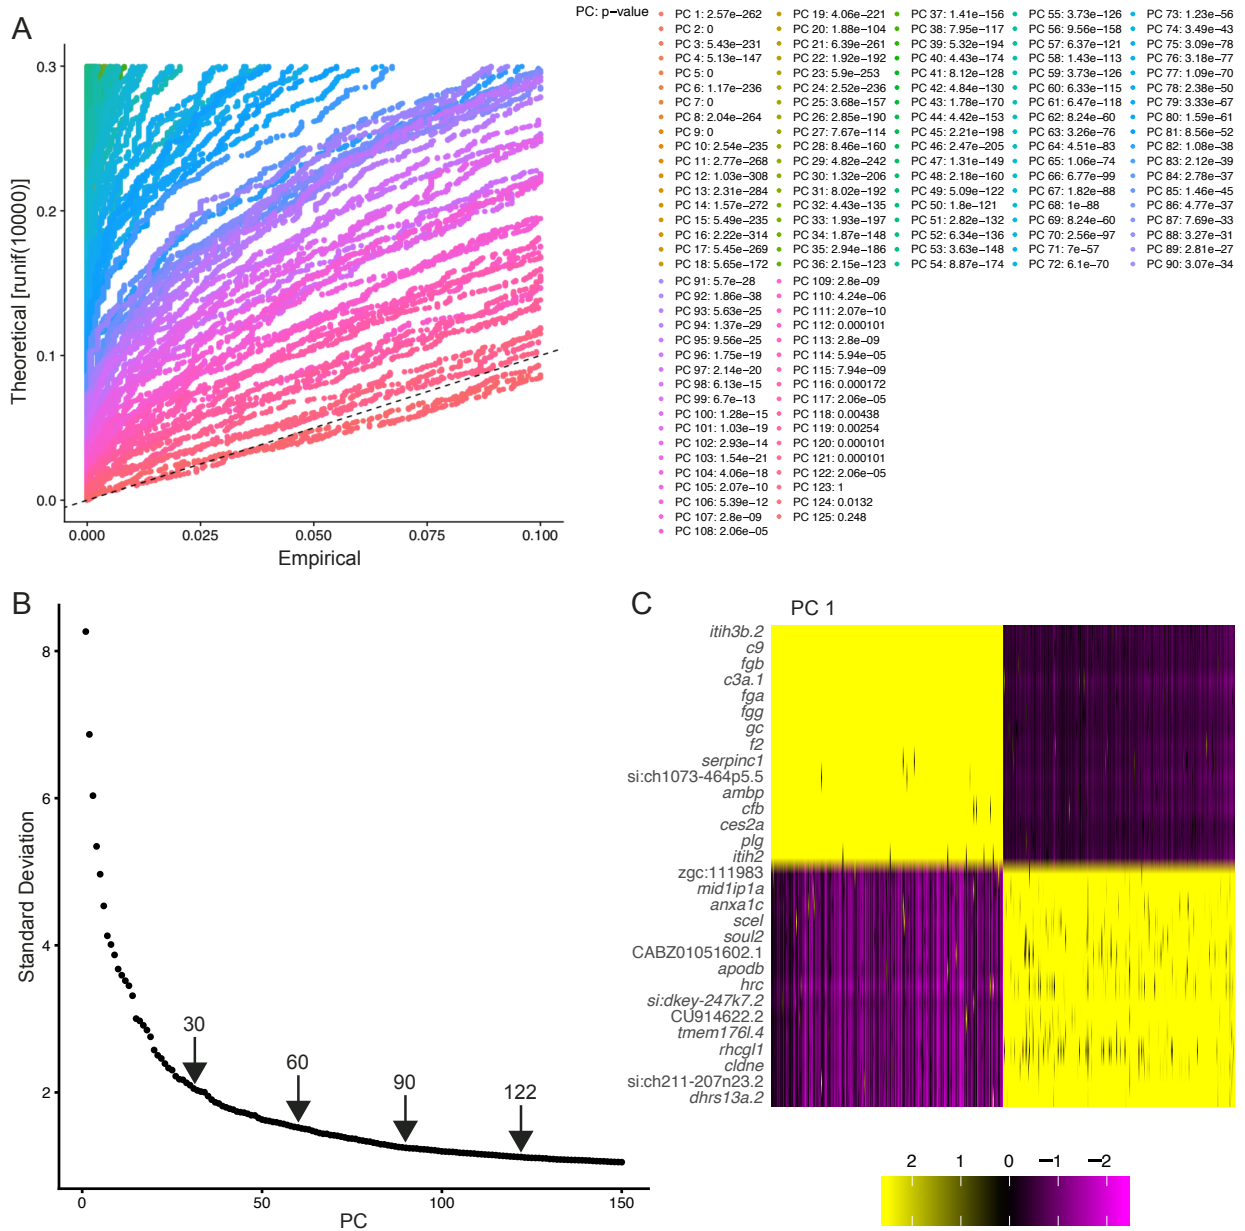 A
PC: p−value
PC 1: 2.57e−262
PC 2: 0
PC 3: 5.43e−231
PC 4: 5.13e−147
PC 5: 0
PC 6: 1.17e−236
PC 7: 0
PC 8: 2.04e−264
PC 9: 0
PC 10: 2.54e−235
PC 11: 2.77e−268
PC 12: 1.03e−308
PC 13: 2.31e−284
PC 14: 1.57e−272
PC 15: 5.49e−235
PC 16: 2.22e−314
PC 17: 5.45e−269
PC 18: 5.65e−172
PC 19: 4.06e−221
PC 20: 1.88e−104
PC 21: 6.39e−261
PC 22: 1.92e−192
PC 23: 5.9e−253
PC 24: 2.52e−236
PC 25: 3.68e−157
PC 26: 2.85e−190
PC 27: 7.67e−114
PC 28: 8.46e−160
PC 29: 4.82e−242
PC 30: 1.32e−206
PC 31: 8.02e−192
PC 32: 4.43e−135
PC 33: 1.93e−197
PC 34: 1.87e−148
PC 35: 2.94e−186
PC 36: 2.15e−123
PC 37: 1.41e−156
PC 38: 7.95e−117
PC 39: 5.32e−194
PC 40: 4.43e−174
PC 41: 8.12e−128
PC 42: 4.84e−130
PC 43: 1.78e−170
PC 44: 4.42e−153
PC 45: 2.21e−198
PC 46: 2.47e−205
PC 47: 1.31e−149
PC 48: 2.18e−160
PC 49: 5.09e−122
PC 50: 1.8e−121
PC 51: 2.82e−132
PC 52: 6.34e−136
PC 53: 3.63e−148
PC 54: 8.87e−174
PC 55: 3.73e−126
PC 56: 9.56e−158
PC 57: 6.37e−121
PC 58: 1.43e−113
PC 59: 3.73e−126
PC 60: 6.33e−115
PC 61: 6.47e−118
PC 62: 8.24e−60
PC 63: 3.26e−76
PC 64: 4.51e−83
PC 65: 1.06e−74
PC 66: 6.77e−99
PC 67: 1.82e−88
PC 68: 1e−88
PC 69: 8.24e−60
PC 70: 2.56e−97
PC 71: 7e−57
PC 72: 6.1e−70
PC 73: 1.23e−56
PC 74: 3.49e−43
PC 75: 3.09e−78
PC 76: 3.18e−77
PC 77: 1.09e−70
PC 78: 2.38e−50
PC 79: 3.33e−67
PC 80: 1.59e−61
PC 81: 8.56e−52
PC 82: 1.08e−38
PC 83: 2.12e−39
PC 84: 2.78e−37
PC 85: 1.46e−45
PC 86: 4.77e−37
PC 87: 7.69e−33
PC 88: 3.27e−31
PC 89: 2.81e−27
PC 90: 3.07e−34
PC 91: 5.7e−28
PC 92: 1.86e−38
PC 93: 5.63e−25
PC 94: 1.37e−29
PC 95: 9.56e−25
PC 96: 1.75e−19
PC 97: 2.14e−20
PC 98: 6.13e−15
PC 99: 6.7e−13
PC 100: 1.28e−15
PC 101: 1.03e−19
PC 102: 2.93e−14
PC 103: 1.54e−21
PC 104: 4.06e−18
PC 105: 2.07e−10
PC 106: 5.39e−12
PC 107: 2.8e−09
PC 108: 2.06e−05
PC 109: 2.8e−09
PC 110: 4.24e−06
PC 111: 2.07e−10
PC 112: 0.000101
PC 113: 2.8e−09
PC 114: 5.94e−05
PC 115: 7.94e−09
PC 116: 0.000172
PC 117: 2.06e−05
PC 118: 0.00438
PC 119: 0.00254
PC 120: 0.000101
PC 121: 0.000101
PC 122: 2.06e−05
PC 123: 1
PC 124: 0.0132
PC 125: 0.248
Theoretical [runif(10000)]
0.3
0.2
0.1
0.0
0.000
0.025
0.050
0.075
0.100
Empirical
B
Standard Deviation
8
6
4
2
30
60
90
122
0
50
100
150
PC
C
PC 1
itih3b.2
c9
fgb
c3a.1
fga
fgg
gc
f2
serpinc1
si:ch1073-464p5.5
ambp
cfb
ces2a
plg
itih2
zgc:111983
mid1ip1a
anxa1c
scel
soul2
CABZ01051602.1
apodb
hrc
si:dkey-247k7.2
CU914622.2
tmem176l.4
rhcgl1
cldne
si:ch211-207n23.2
dhrs13a.2
2 1 0 −1 −2